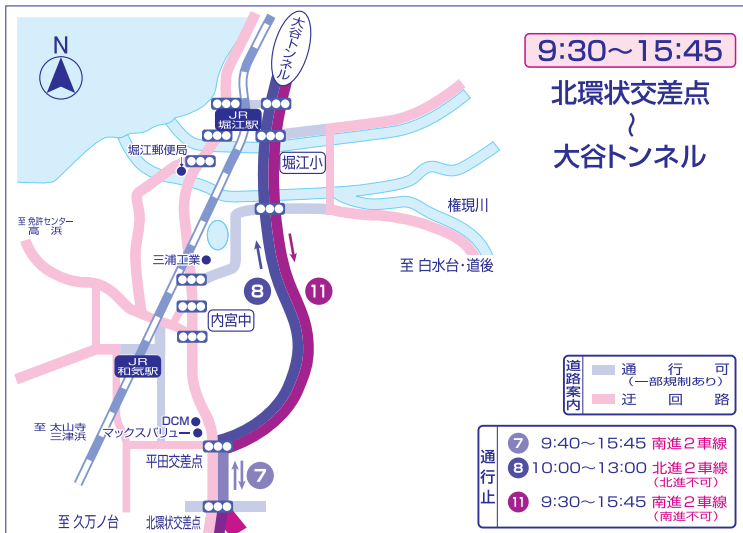 9:30〜15:45
北環状交差点
〜
大谷トンネル
N
大谷トンネル
JR
堀江駅
堀江郵便局
堀江小
権現川
至 免許センター
高 浜
三浦工業
至 白水台・道後
8
11
内宮中
JR
和気駅
至 太山寺
三津浜
DCM
マックスバリュー
平田交差点
7
至 久万ノ台
北環状交差点
道路案内
通行可
(一部規制あり)
迂回路
通行止
7 9:40〜15:45 南進2車線
8 10:00〜13:00 北進2車線
(北進不可)
11 9:30〜15:45 南進2車線
(南進不可)